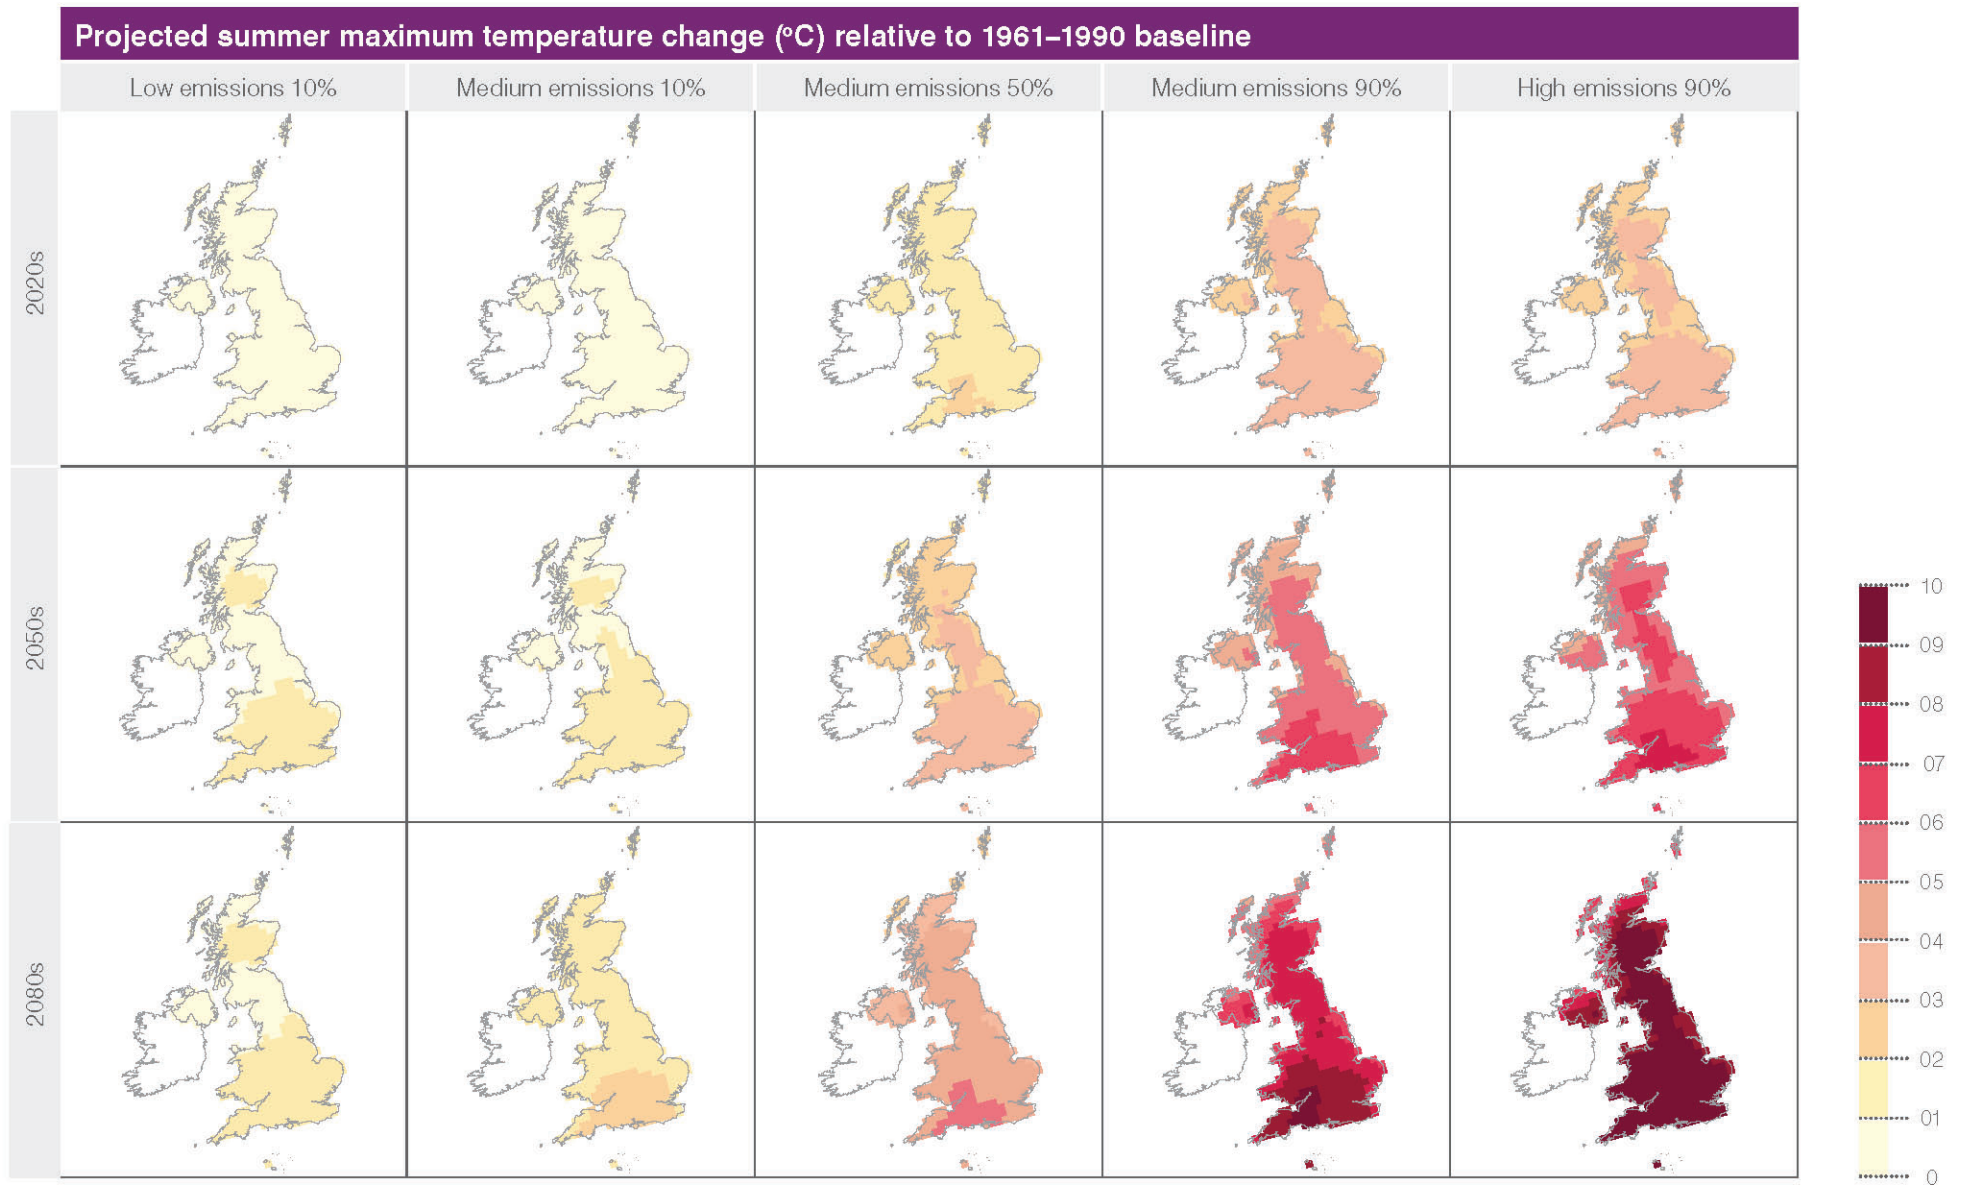 Projected summer maximum temperature change (ºC) relative to 1961–1990 baseline
Low emissions 10%
Medium emissions 10%
Medium emissions 50%
Medium emissions 90%
High emissions 90%
2020s
2050s
2080s
10
09
08
07
06
05
04
03
02
01
0